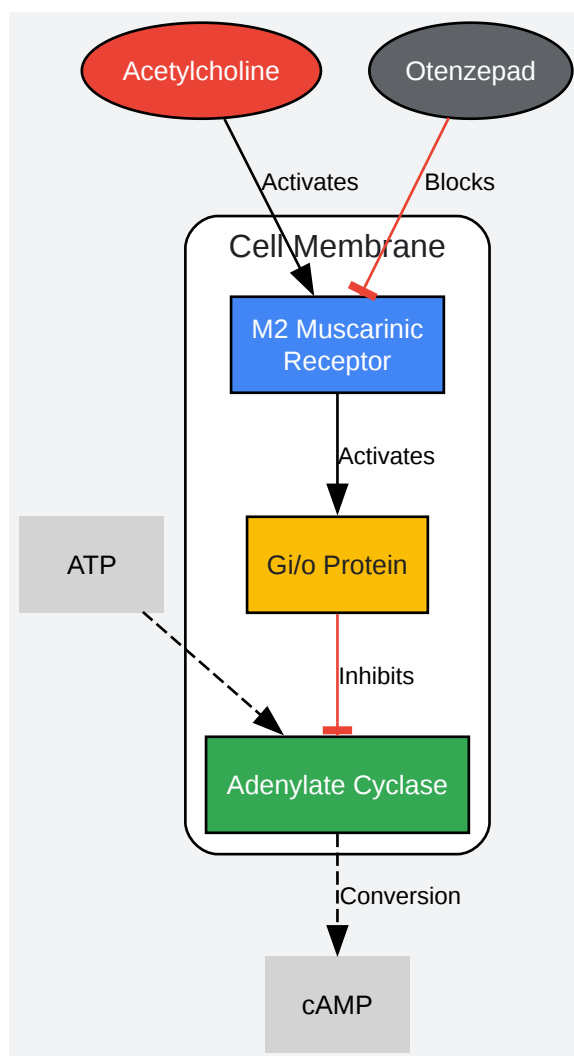 Acetylcholine
Otenzepad
Activates
Blocks
Cell Membrane
M2 Muscarinic
Receptor
Activates
ATP
Gi/o Protein
Inhibits
Adenylate Cyclase
Conversion
cAMP